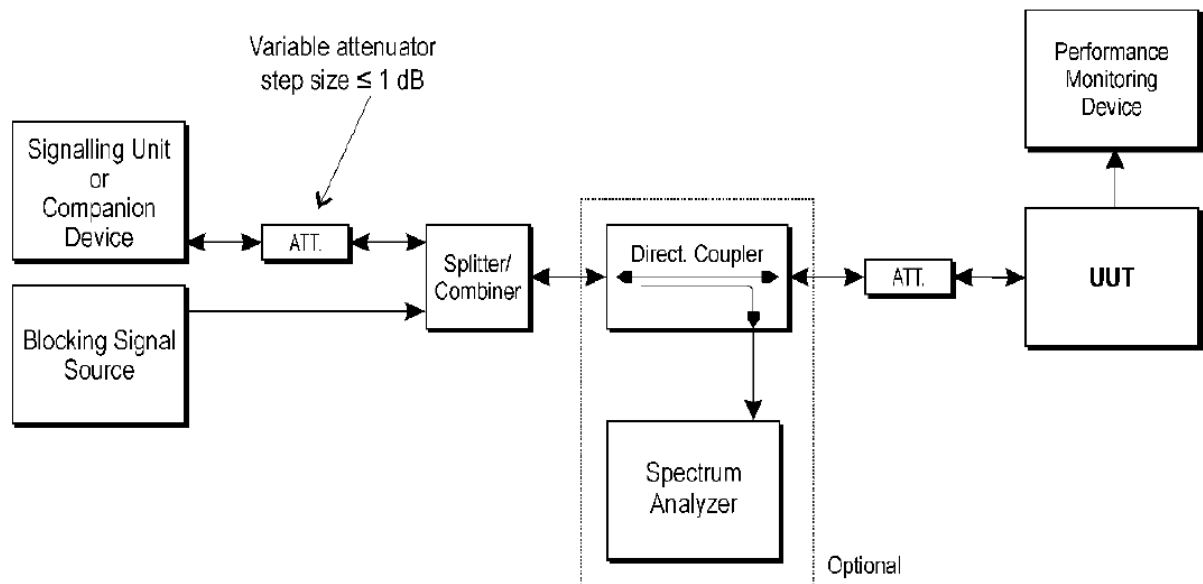 Variable attenuator
step size ≤ 1 dB
Performance
Monitoring
Device
Signalling Unit
or
Companion
Device
ATT.
Splitter/
Combiner
Direct. Coupler
ATT.
UUT
Blocking Signal
Source
Spectrum
Analyzer
Optional